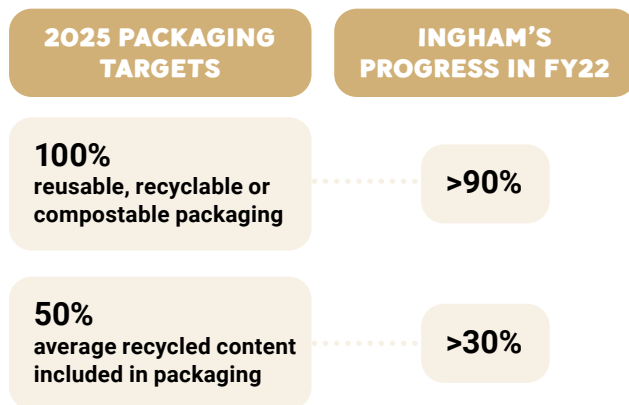 2025 PACKAGING
TARGETS
INGHAM'S
PROGRESS IN FY22
100%
reusable, recyclable or
compostable packaging
>90%
50%
average recycled content
included in packaging
>30%